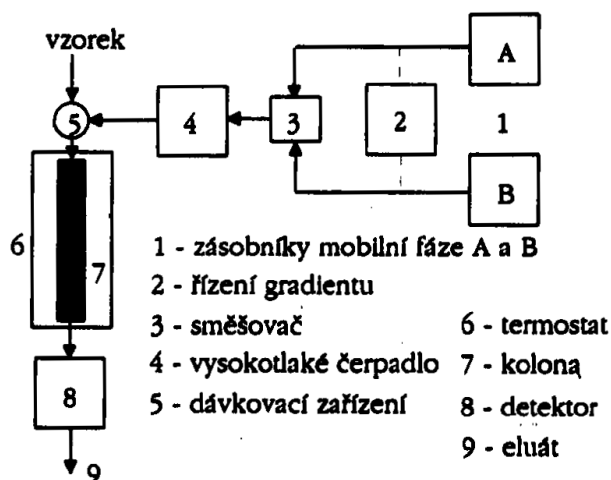 vzorek
A
5
4
3
2
1
B
6
7
1 - zásobníky mobilní fáze A a B
2 - řízení gradientu
3 - směšovač
6 - termostat
4 - vysokotlaké čerpadlo
7 - kolona
8
5 - dávkovací zařízení
8 - detektor
9 - eluát
9